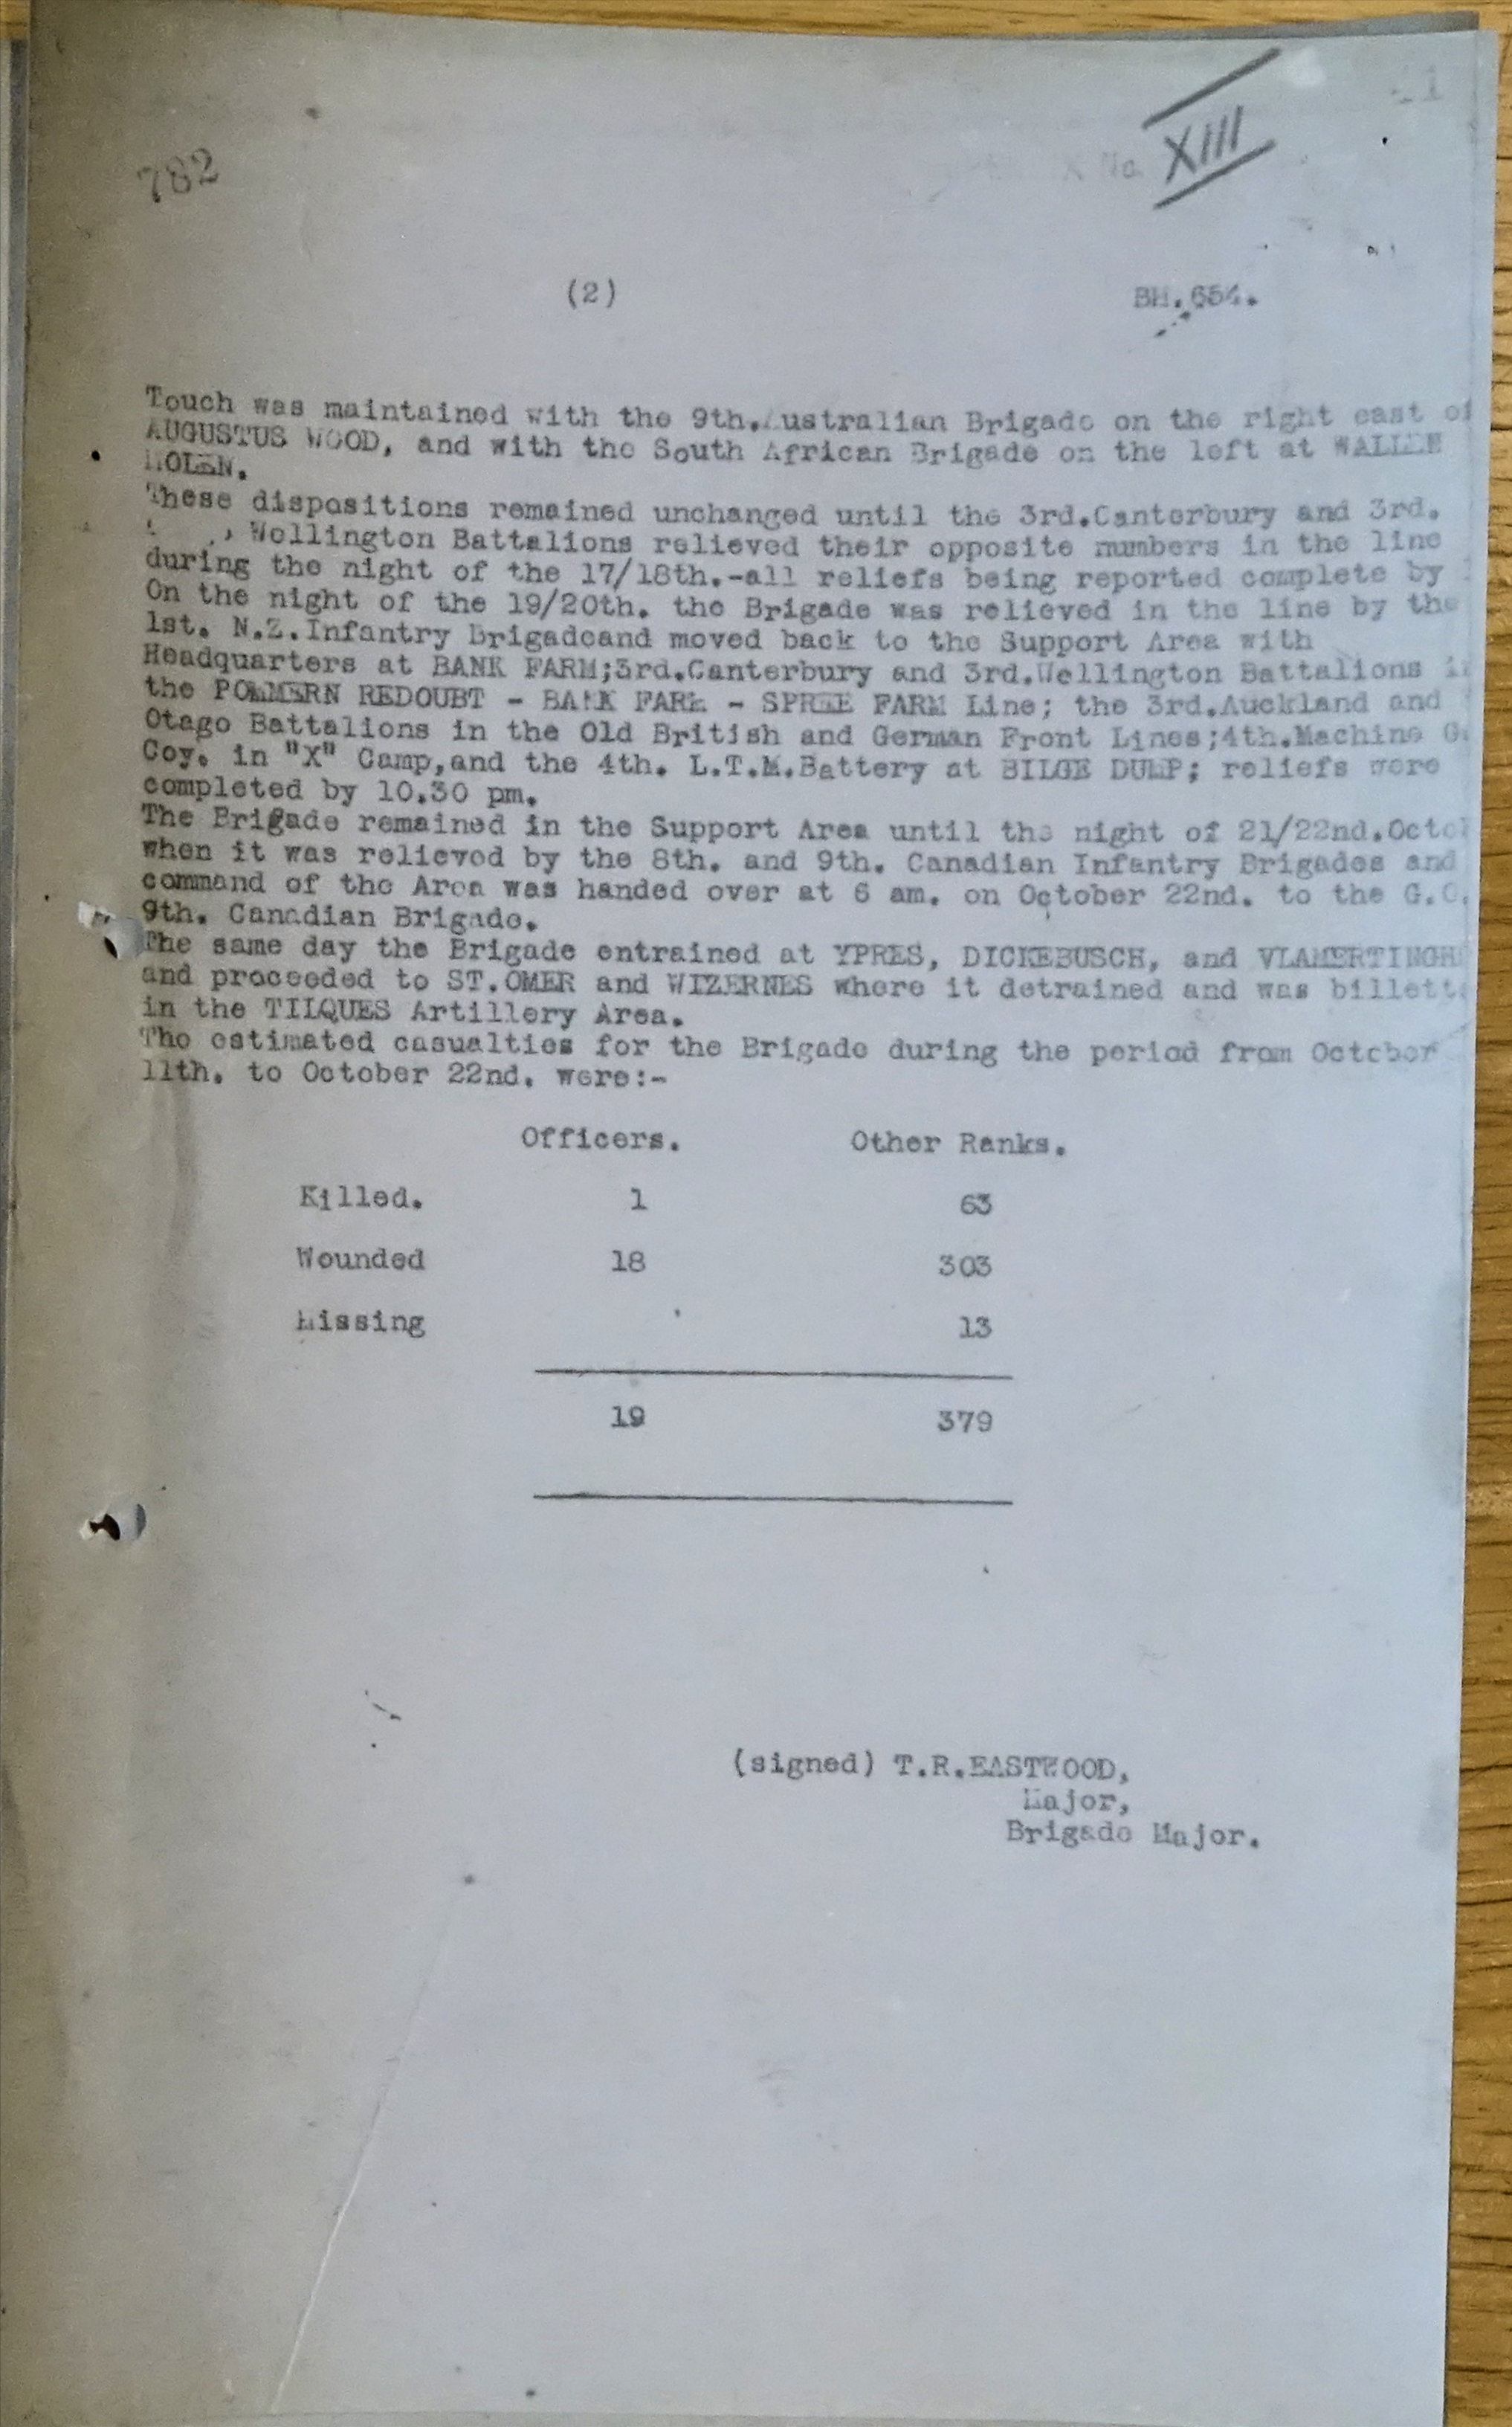 782
XIII
(2)
BM.654.
Touch was maintained with the 9th.Australian Brigade on the right east of
AUGUSTUS WOOD, and with the South African Brigade on the left at WALLEM
MOLEN.
These dispositions remained unchanged until the 3rd.Canterbury and 3rd.
Wellington Battalions relieved their opposite numbers in the line
during the night of the 17/18th.-all reliefs being reported complete by
On the night of the 19/20th. the Brigade was relieved in the line by the
1st. N.Z.Infantry Brigadeand moved back to the Support Area with
Headquarters at BANK FARM;3rd.Canterbury and 3rd.Wellington Battalions in
the POMMERN REDOUBT - BANK FARM - SPREE FARM Line; the 3rd.Auckland and
Otago Battalions in the Old British and German Front Lines;4th.Machine G.
Coy. in "X" Camp,and the 4th. L.T.M.Battery at BILGE DUMP; reliefs were
completed by 10.30 pm.
The Brigade remained in the Support Area until the night of 21/22nd.Octo
when it was relieved by the 8th. and 9th. Canadian Infantry Brigades and
command of the Area was handed over at 6 am. on October 22nd. to the G.O.
9th. Canadian Brigade.
The same day the Brigade entrained at YPRES, DICKEBUSCH, and VLAMERTINGH
and proceeded to ST.OMER and WIZERNES where it detrained and was billett
in the TILQUES Artillery Area.
The estimated casualties for the Brigade during the period from October
11th. to October 22nd. were:-
Officers. Other Ranks.
Killed. 1 63
Wounded 18 303
Missing 13
19 379
(signed) T.R.EASTWOOD,
Major,
Brigade Major.